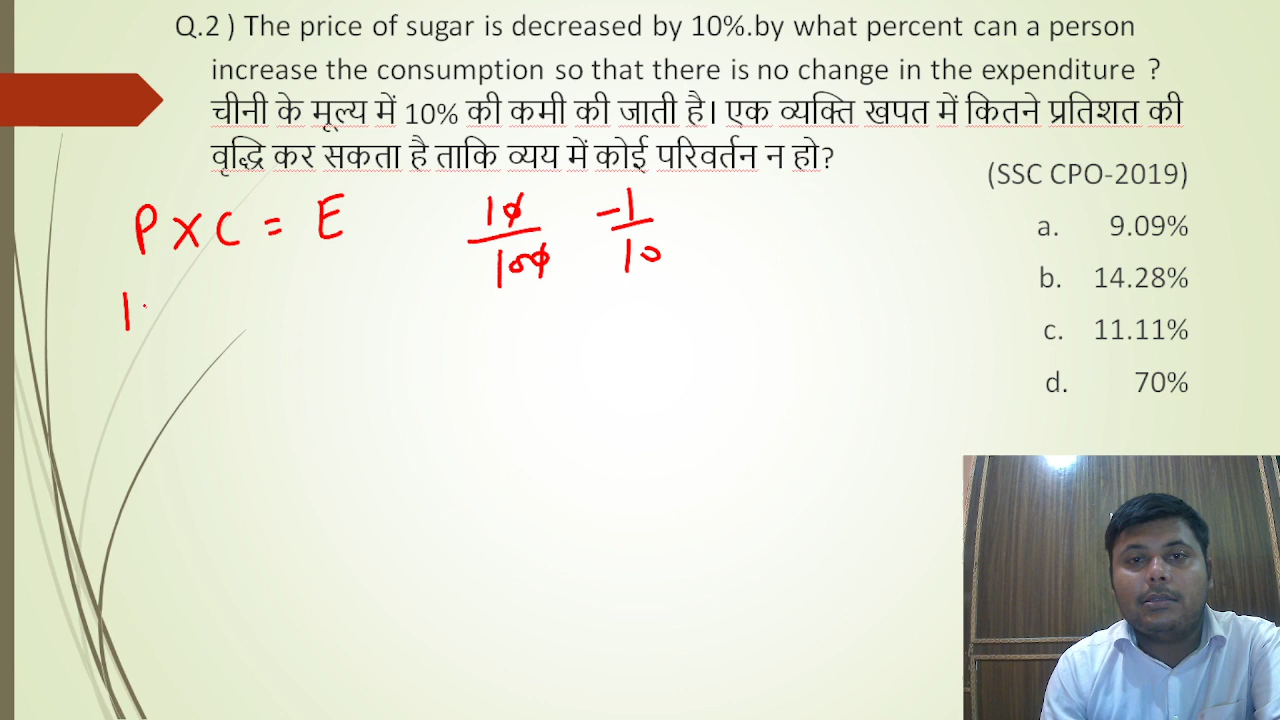 Q.2 ) The price of sugar is decreased by 10%.by what percent can a person
increase the consumption so that there is no change in the expenditure ?
चीनी के मूल्य में 10% की कमी की जाती है। एक व्यक्ति खपत में कितने प्रतिशत की
वृद्धि कर सकता है ताकि व्यय में कोई परिवर्तन न हो?
(SSC CPO-2019)
a. 9.09%
b. 14.28%
c. 11.11%
d. 70%
P X C = E
10/100 -1/10
1